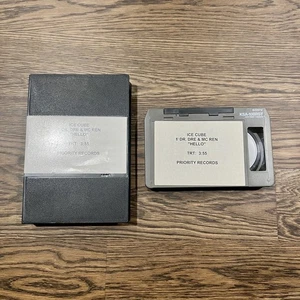 ICE CUBE
F/ DR. DRE & MC REN
"HELLO"
TRT: 3:55
PRIORITY RECORDS
ICE CUBE
F/ DR. DRE & MC REN
"HELLO"
TRT: 3:55
PRIORITY RECORDS